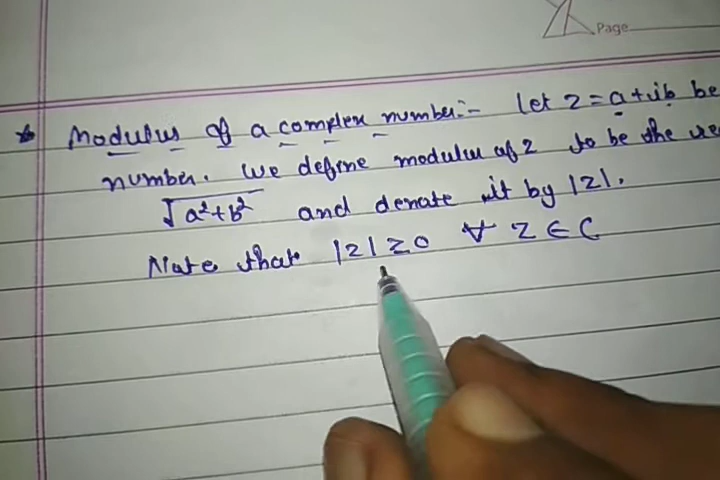 Page
* Modulus of a complex number:- Let z = a+ib be
number. We define modulus of z to be the
√a²+b² and denote it by |z|.
Note that |z| ≥ 0 ∀ z ∈ C